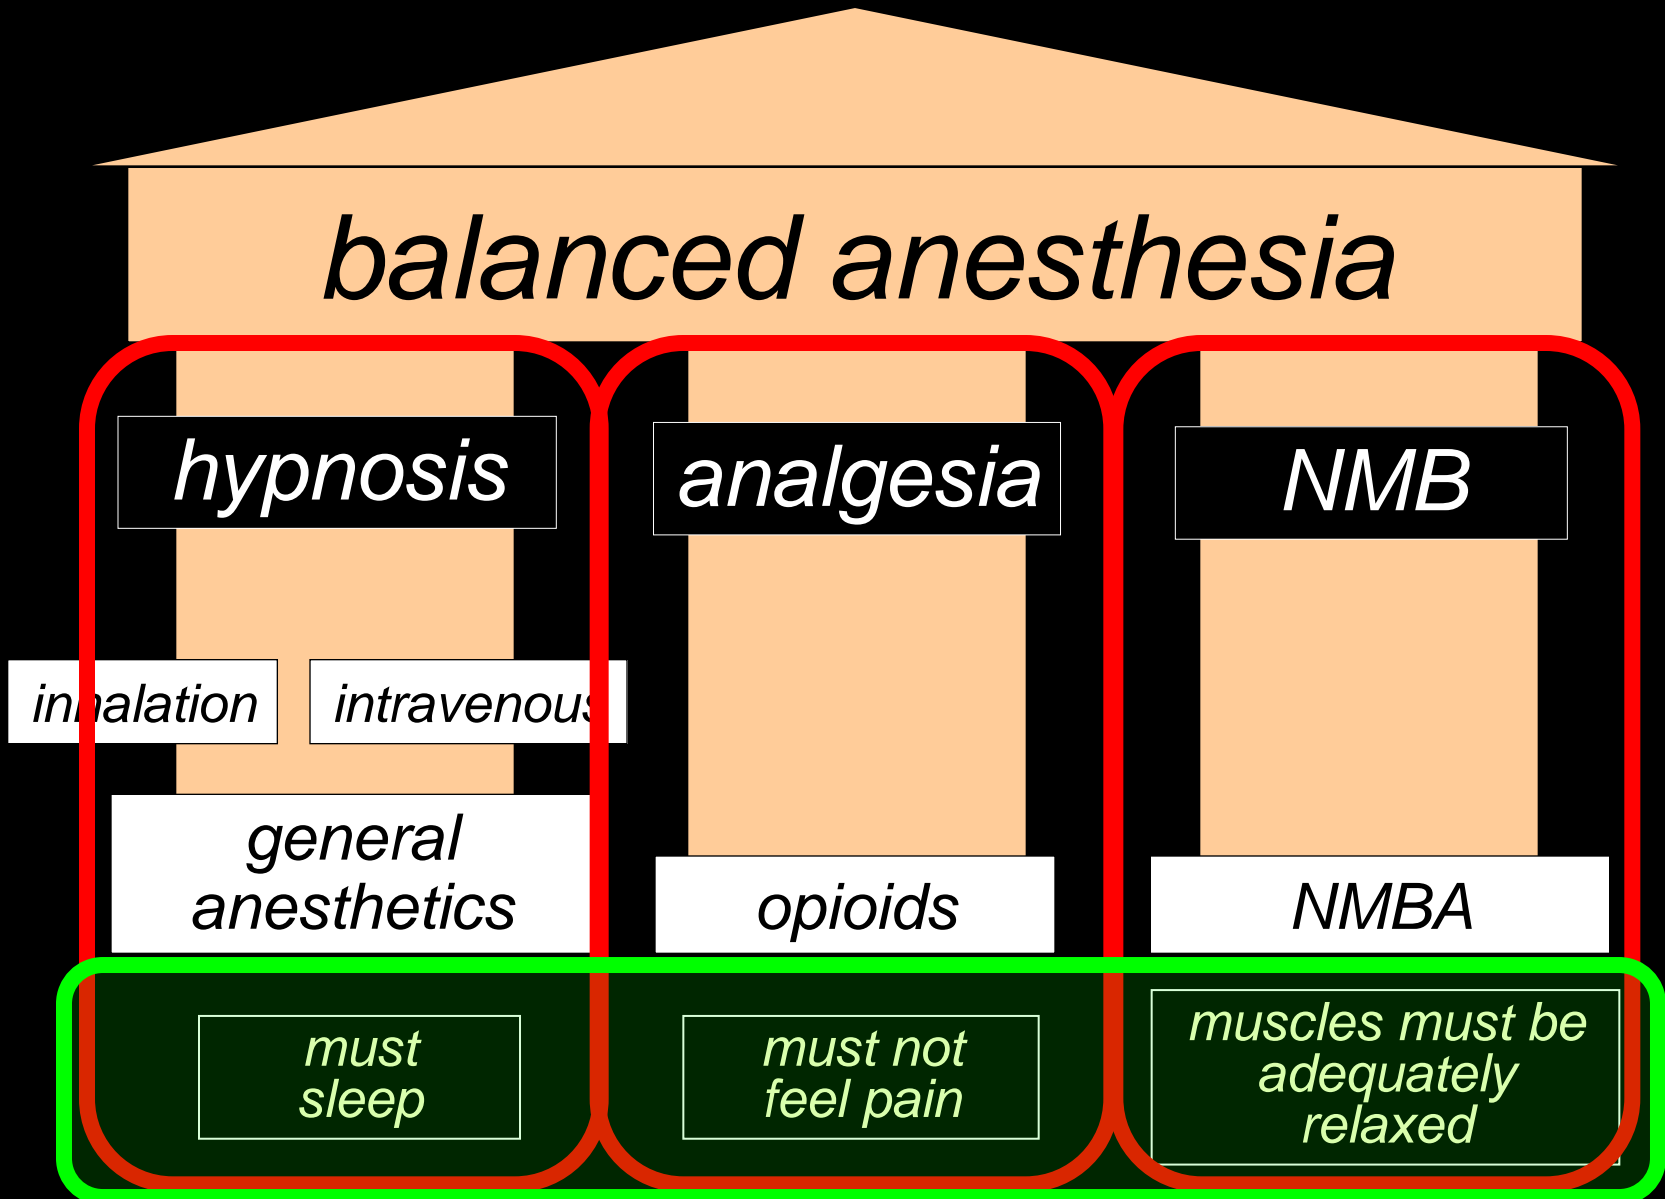 balanced anesthesia
hypnosis
analgesia
NMB
inhalation
intravenous
general
anesthetics
opioids
NMBA
must
sleep
must not
feel pain
muscles must be
adequately
relaxed